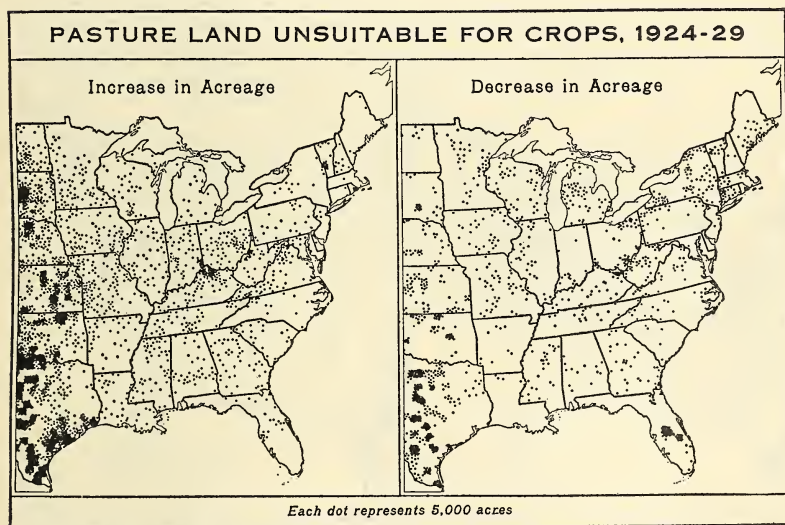 PASTURE LAND UNSUITABLE FOR CROPS, 1924-29
Increase in Acreage
Decrease in Acreage
Each dot represents 5,000 acres